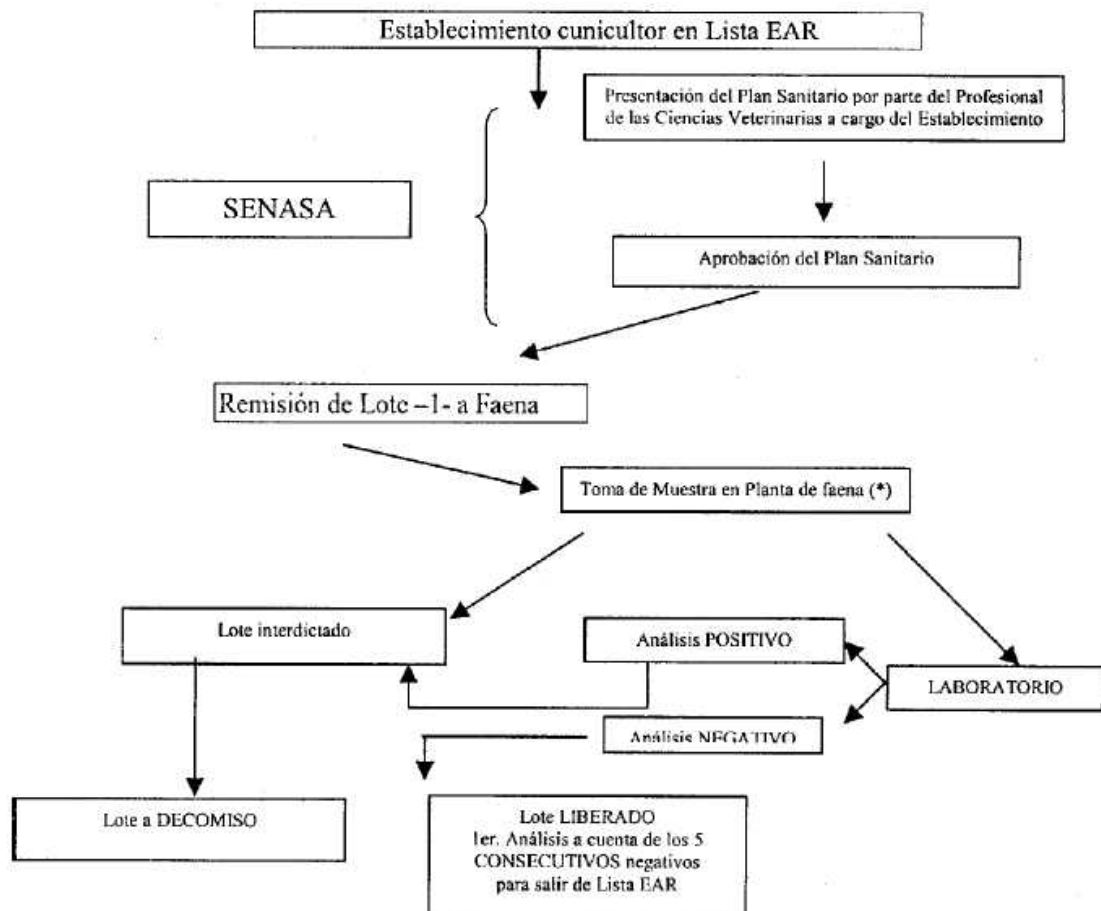 Establecimiento cunicultor en Lista EAR
Presentación del Plan Sanitario por parte del Profesional
de las Ciencias Veterinarias a cargo del Establecimiento
SENASA
Aprobación del Plan Sanitario
Remisión de Lote –1- a Faena
Toma de Muestra en Planta de faena (*)
Lote interdictado
Análisis POSITIVO
LABORATORIO
Análisis NEGATIVO
Lote a DECOMISO
Lote LIBERADO
1er. Análisis a cuenta de los 5
CONSECUTIVOS negativos
para salir de Lista EAR